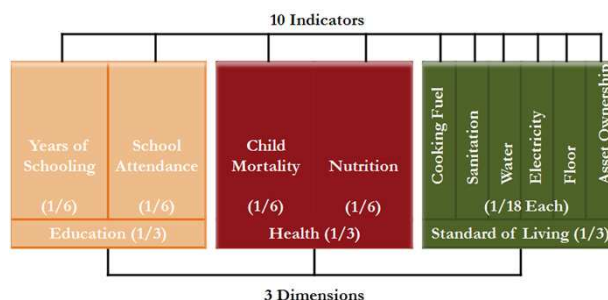 10 Indicators
Years of
Schooling
(1/6)
School
Attendance
(1/6)
Education (1/3)
Child
Mortality
(1/6)
Nutrition
(1/6)
Health (1/3)
Cooking Fuel
Sanitation
Water
Electricity
Floor
Asset Ownership
(1/18 Each)
Standard of Living (1/3)
3 Dimensions